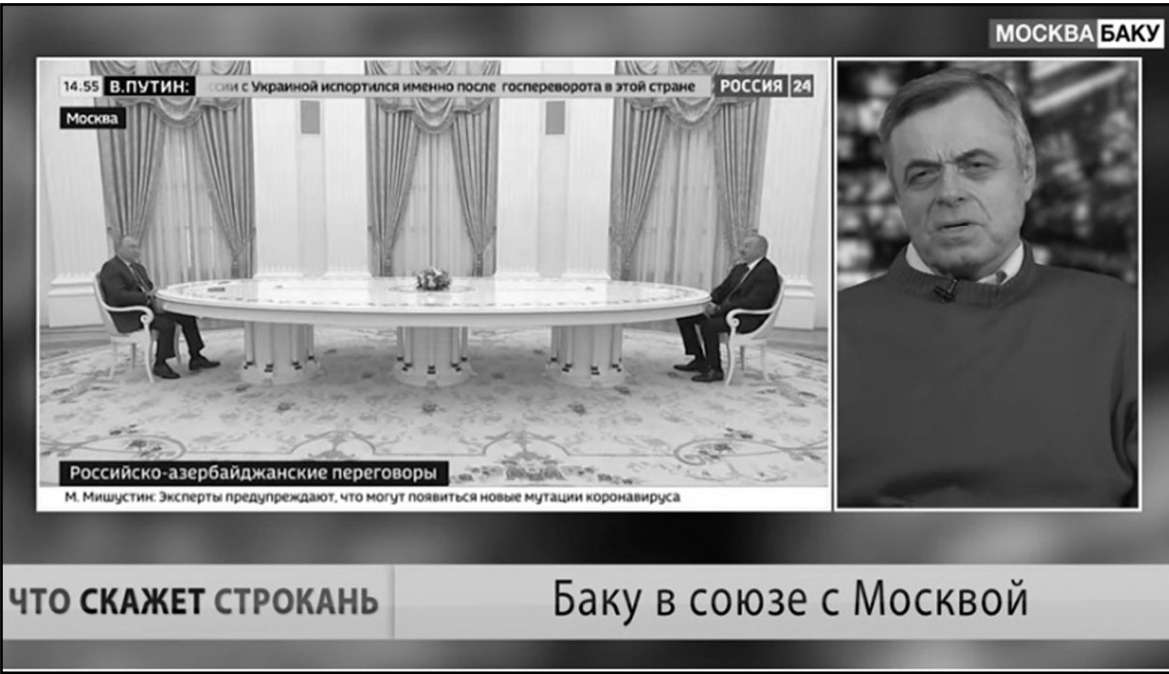 МОСКВА БАКУ
14.55 В.ПУТИН: ссии с Украиной испортился именно после госпереворота в этой стране РОССИЯ 24
Москва
Российско-азербайджанские переговоры
М. Мишустин: Эксперты предупреждают, что могут появиться новые мутации коронавируса
ЧТО СКАЖЕТ СТРОКАНЬ
Баку в союзе с Москвой